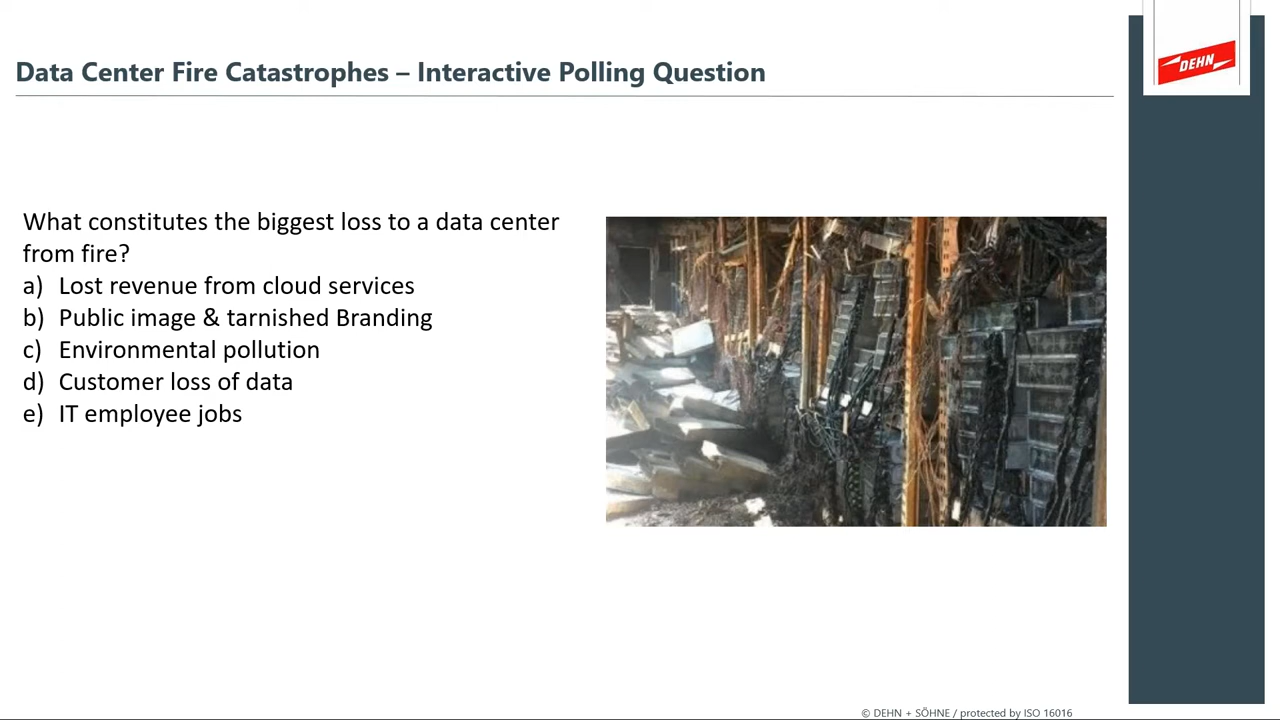 Data Center Fire Catastrophes – Interactive Polling Question
DEHN
What constitutes the biggest loss to a data center
from fire?
a) Lost revenue from cloud services
b) Public image & tarnished Branding
c) Environmental pollution
d) Customer loss of data
e) IT employee jobs
© DEHN + SÖHNE / protected by ISO 16016